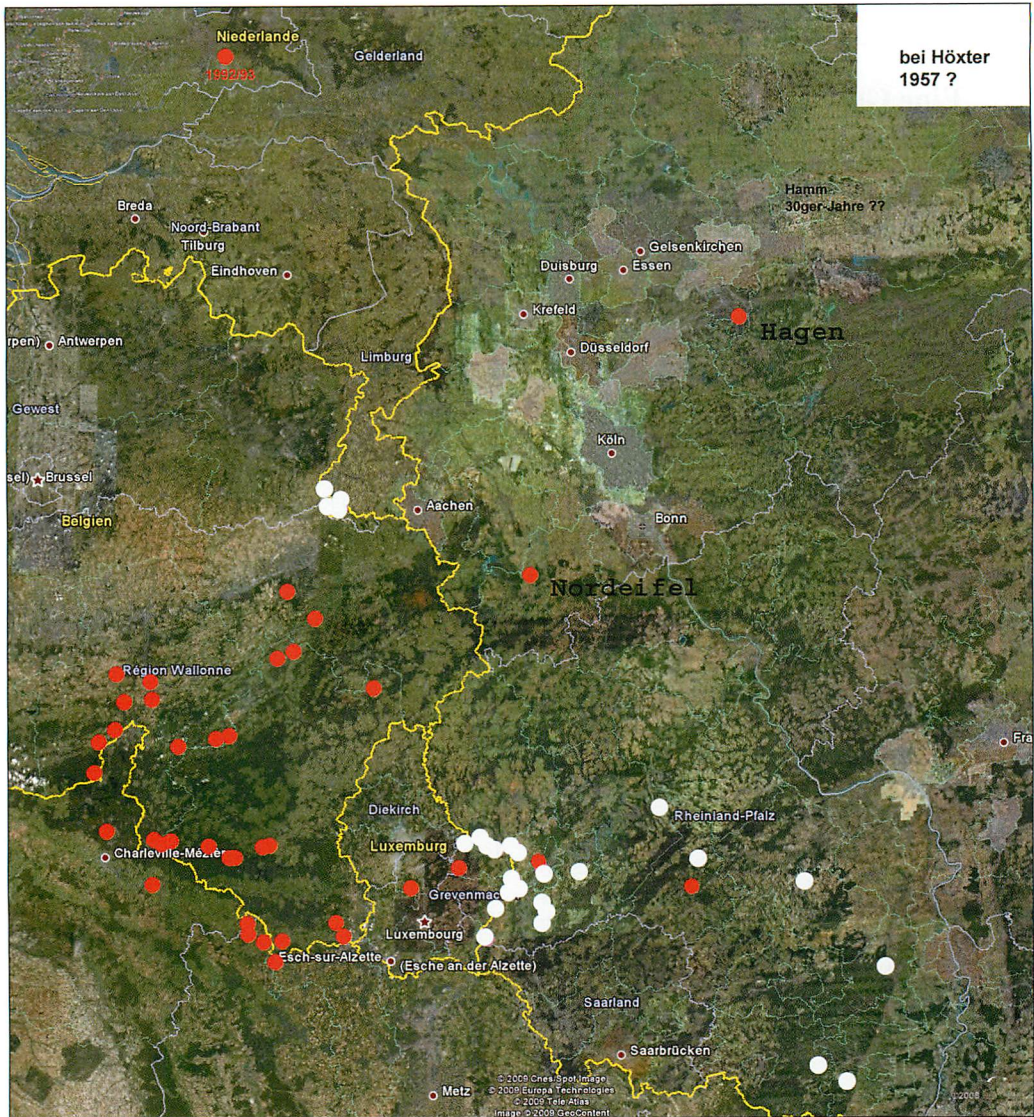 Niederlande
1992/93
Gelderland
bei Höxter
1957 ?
Hamm
30ger-Jahre ??
Breda
Noord-Brabant
Tilburg
Eindhoven
Gelsenkirchen
Duisburg
Essen
Krefeld
Hagen
rpen) Antwerpen
Limburg
Düsseldorf
Gewest
Köln
sel) Brussel
Belgien
Aachen
Bonn
Nordeifel
Région Wallonne
Fra
Diekirch
Rheinland-Pfalz
Luxemburg
Charleville-Méziè
Grevenmac
Luxembourg
Esch-sur-Alzette
(Esche an der Alzette)
Saarland
Saarbrücken
Metz
© 2009 Cnes/Spot Image
© 2009 Europa Technologies
© 2009 Tele Atlas
Image © 2009 GeoContent